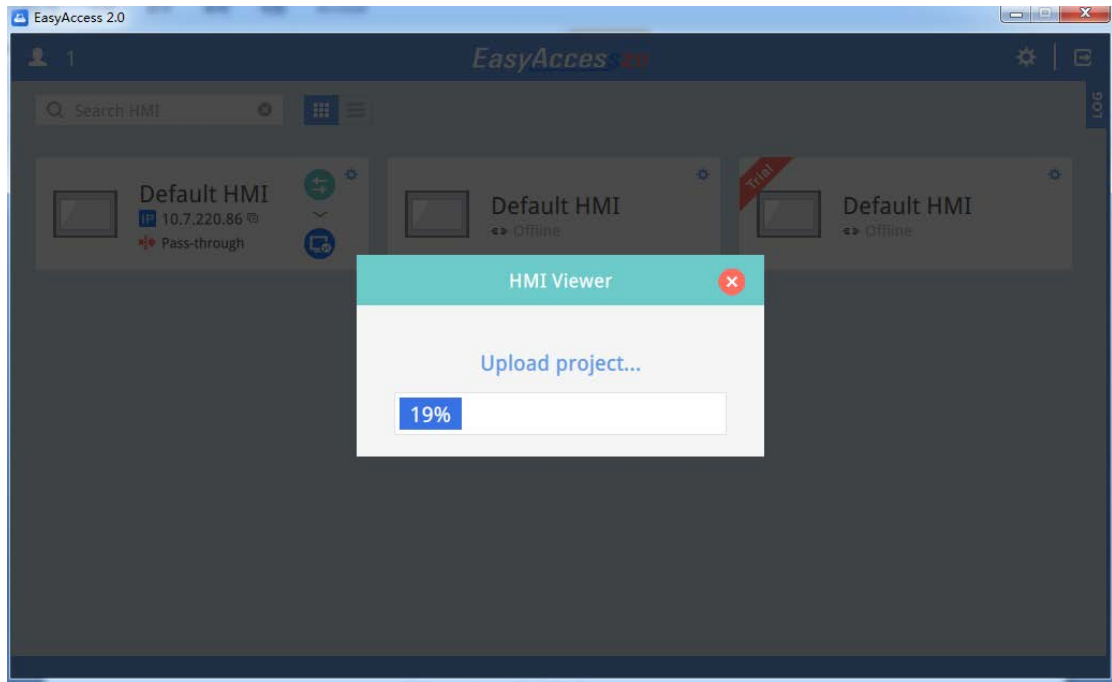 EasyAccess 2.0
1
EasyAccess 2.0
Search HMI
LOG
Default HMI
IP 10.7.220.86
Pass-through
Default HMI
Offline
Trial
Default HMI
Offline
HMI Viewer
Upload project...
19%